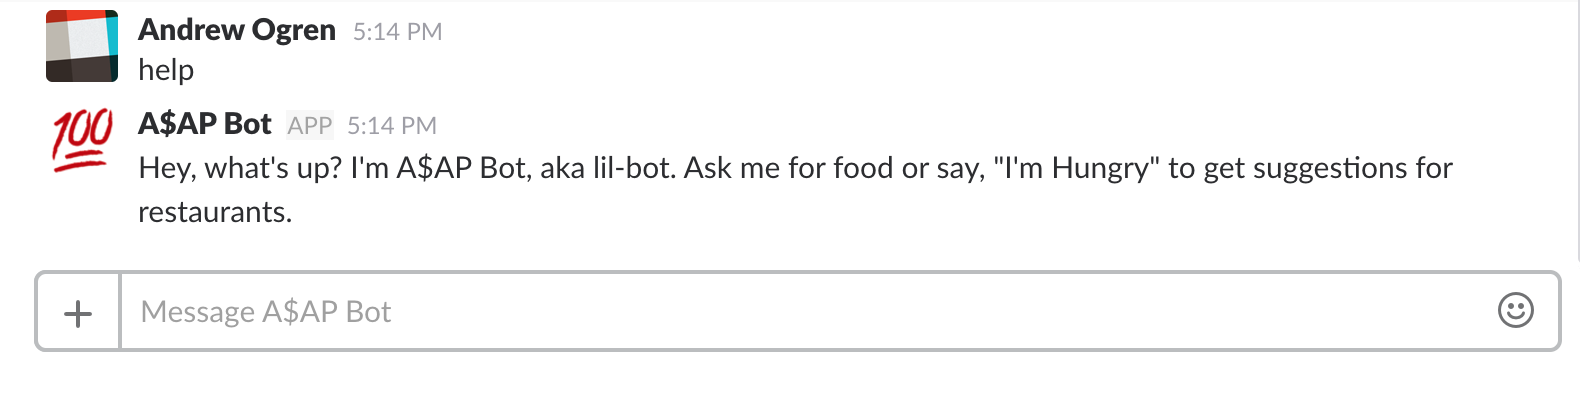 Andrew Ogren 5:14 PM
help
100
A$AP Bot APP 5:14 PM
Hey, what's up? I'm A$AP Bot, aka lil-bot. Ask me for food or say, "I'm Hungry" to get suggestions for
restaurants.
Message A$AP Bot